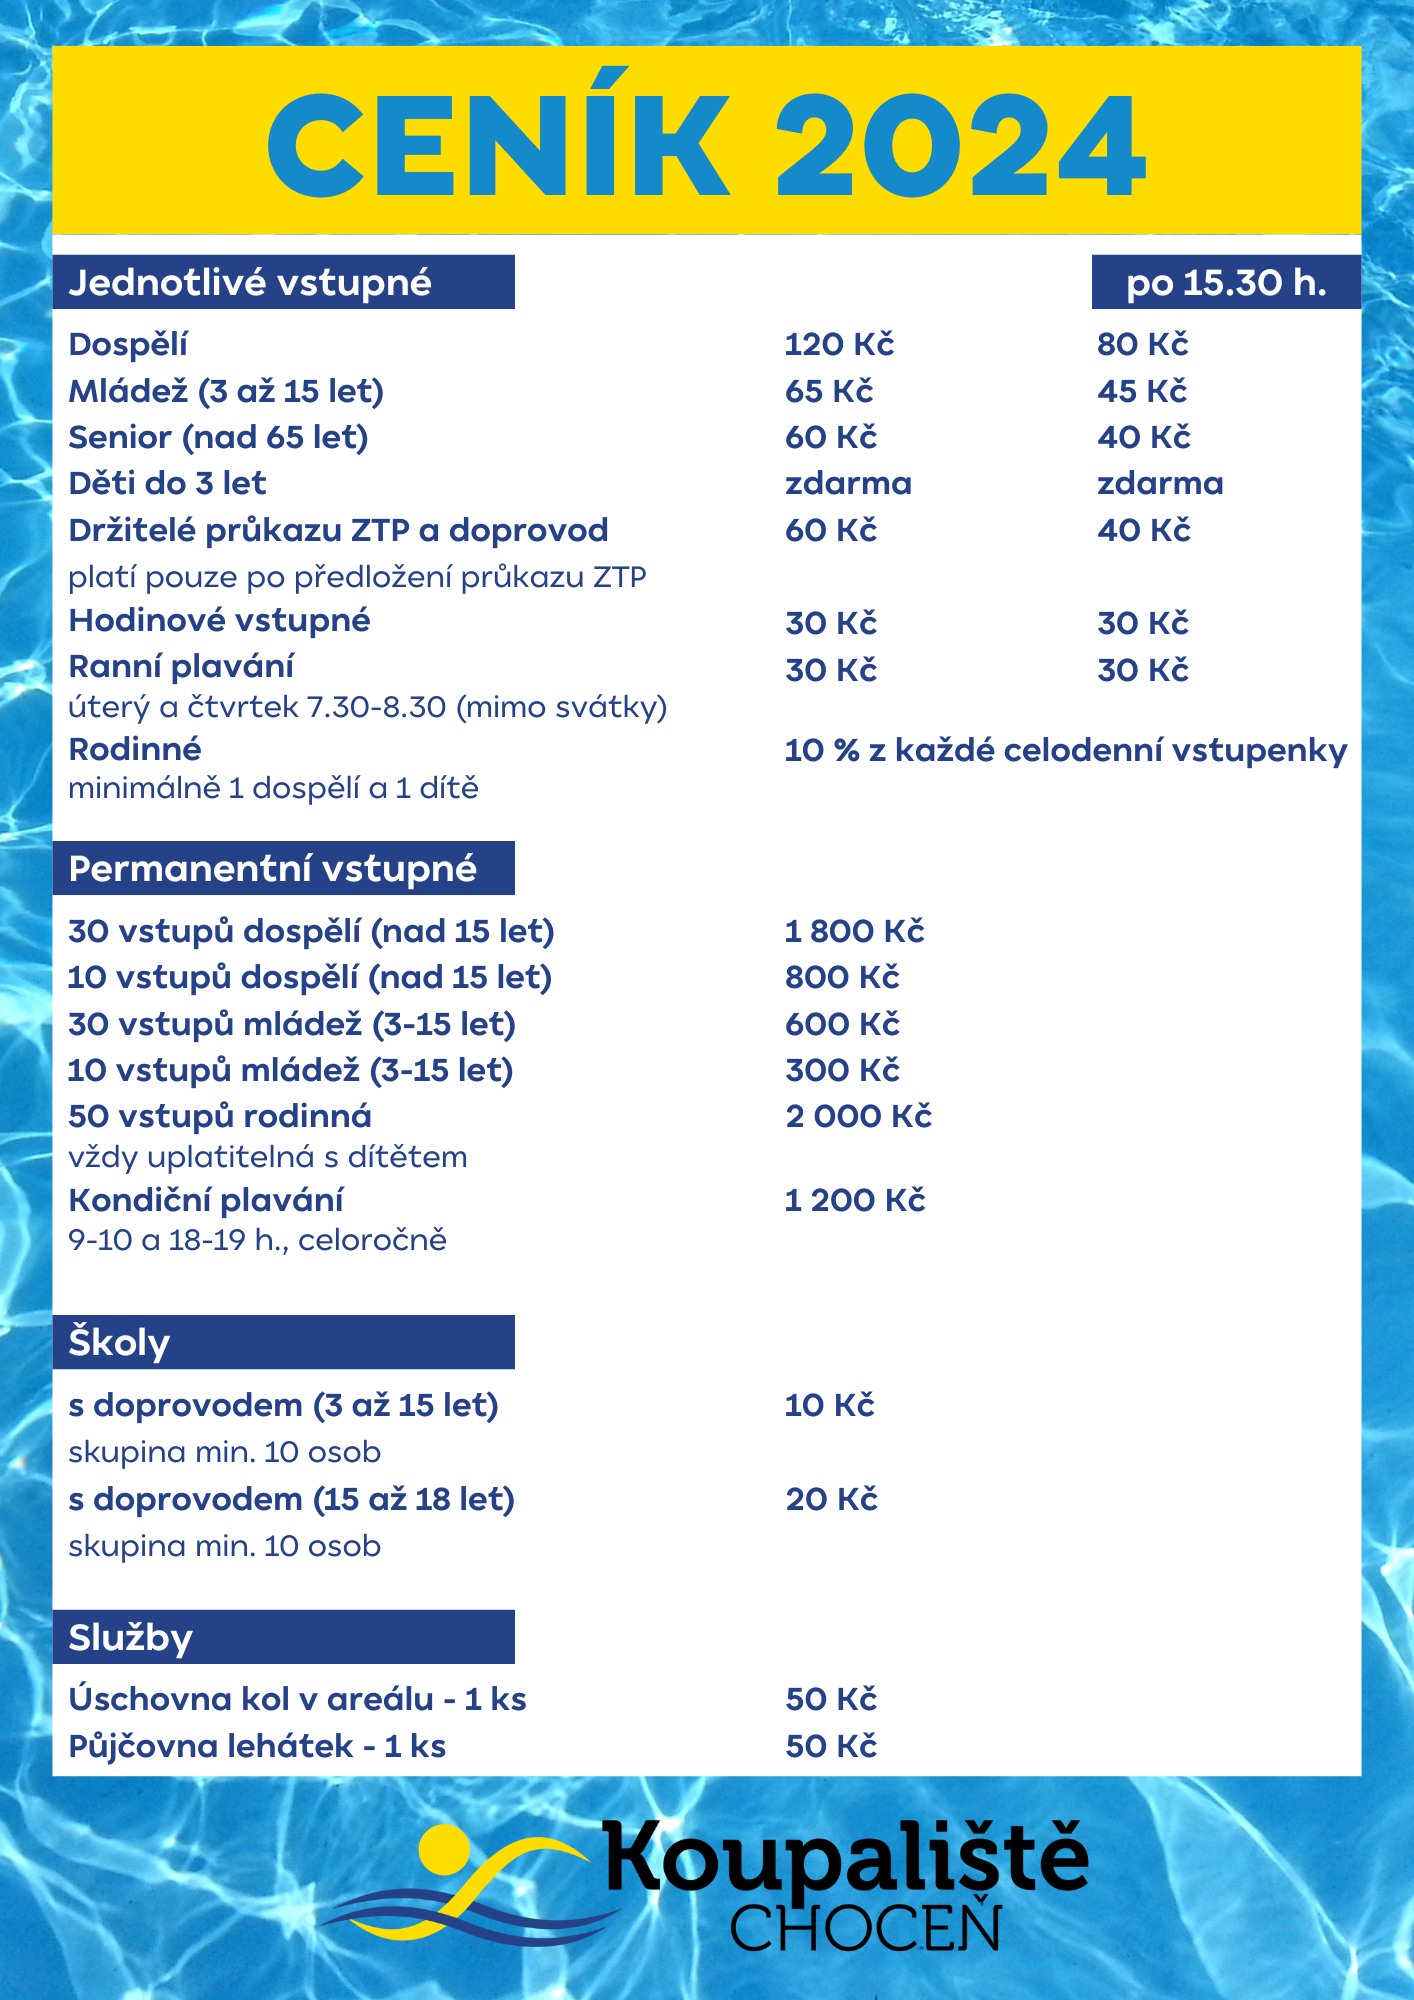 CENÍK 2024
Jednotlivé vstupné po 15.30 h.
Dospělí 120 Kč 80 Kč
Mládež (3 až 15 let) 65 Kč 45 Kč
Senior (nad 65 let) 60 Kč 40 Kč
Děti do 3 let zdarma zdarma
Držitelé průkazu ZTP a doprovod 60 Kč 40 Kč
platí pouze po předložení průkazu ZTP
Hodinové vstupné 30 Kč 30 Kč
Ranní plavání 30 Kč 30 Kč
úterý a čtvrtek 7.30-8.30 (mimo svátky)
Rodinné 10 % z každé celodenní vstupenky
minimálně 1 dospělí a 1 dítě
Permanentní vstupné
30 vstupů dospělí (nad 15 let) 1 800 Kč
10 vstupů dospělí (nad 15 let) 800 Kč
30 vstupů mládež (3-15 let) 600 Kč
10 vstupů mládež (3-15 let) 300 Kč
50 vstupů rodinná 2 000 Kč
vždy uplatitelná s dítětem
Kondiční plavání 1 200 Kč
9-10 a 18-19 h., celoročně
Školy
s doprovodem (3 až 15 let) 10 Kč
skupina min. 10 osob
s doprovodem (15 až 18 let) 20 Kč
skupina min. 10 osob
Služby
Úschovna kol v areálu - 1 ks 50 Kč
Půjčovna lehátek - 1 ks 50 Kč
Koupaliště
CHOCEŇ